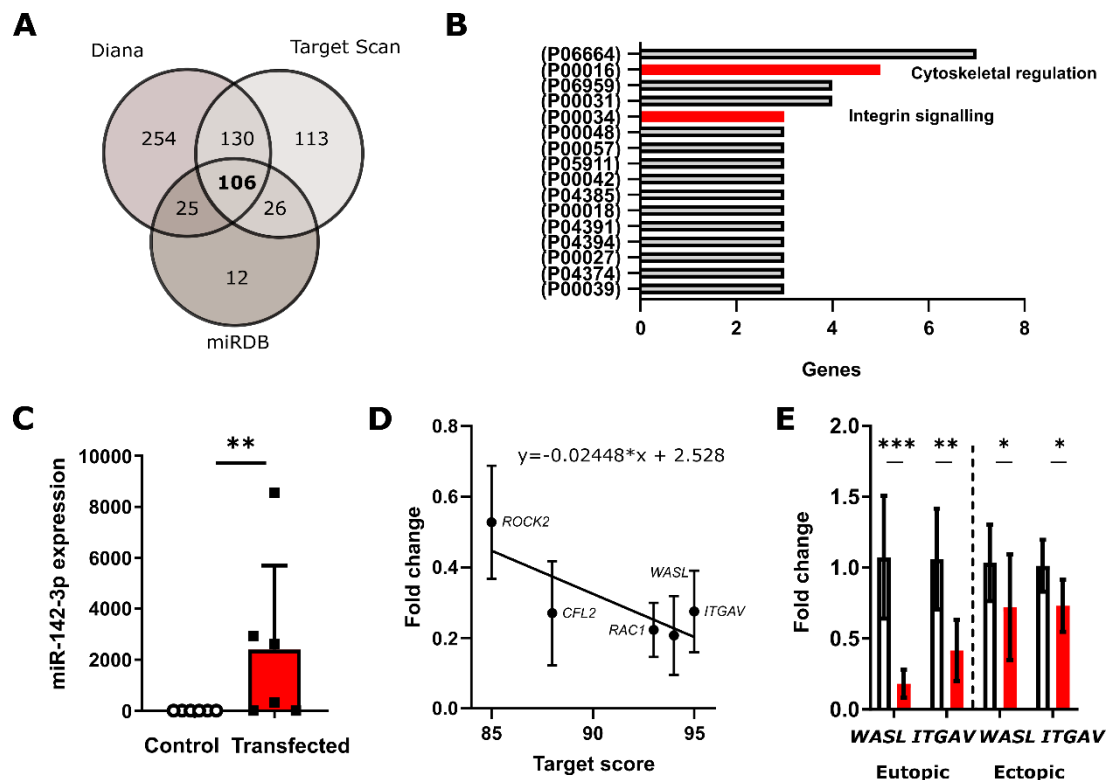 A
Diana
Target Scan
254
130
113
106
25
26
12
miRDB
B
(P06664)
(P00016)
Cytoskeletal regulation
(P06959)
(P00031)
Integrin signalling
(P00034)
(P00048)
(P00057)
(P05911)
(P00042)
(P04385)
(P00018)
(P04391)
(P04394)
(P00027)
(P04374)
(P00039)
0 2 4 6 8
Genes
C
**
miR-142-3p expression
10000
8000
6000
4000
2000
0
Control Transfected
D
Fold change
0.8
0.6
0.4
0.2
0.0
y=-0.02448*x + 2.528
ROCK2
WASL
CFL2
RAC1
ITGAV
85 90 95
Target score
E
Fold change
2.0
1.5
1.0
0.5
0.0
*** ** * *
WASL ITGAV WASL ITGAV
Eutopic Ectopic